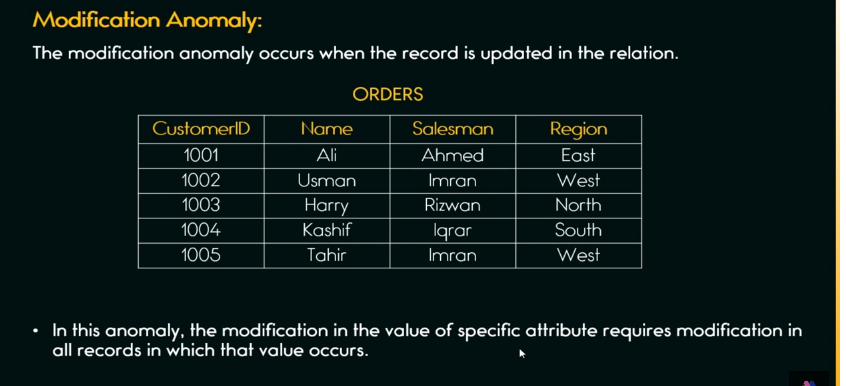 Modification Anomaly:
The modification anomaly occurs when the record is updated in the relation.
ORDERS
CustomerID Name Salesman Region
1001 Ali Ahmed East
1002 Usman Imran West
1003 Harry Rizwan North
1004 Kashif Iqrar South
1005 Tahir Imran West
• In this anomaly, the modification in the value of specific attribute requires modification in
all records in which that value occurs.